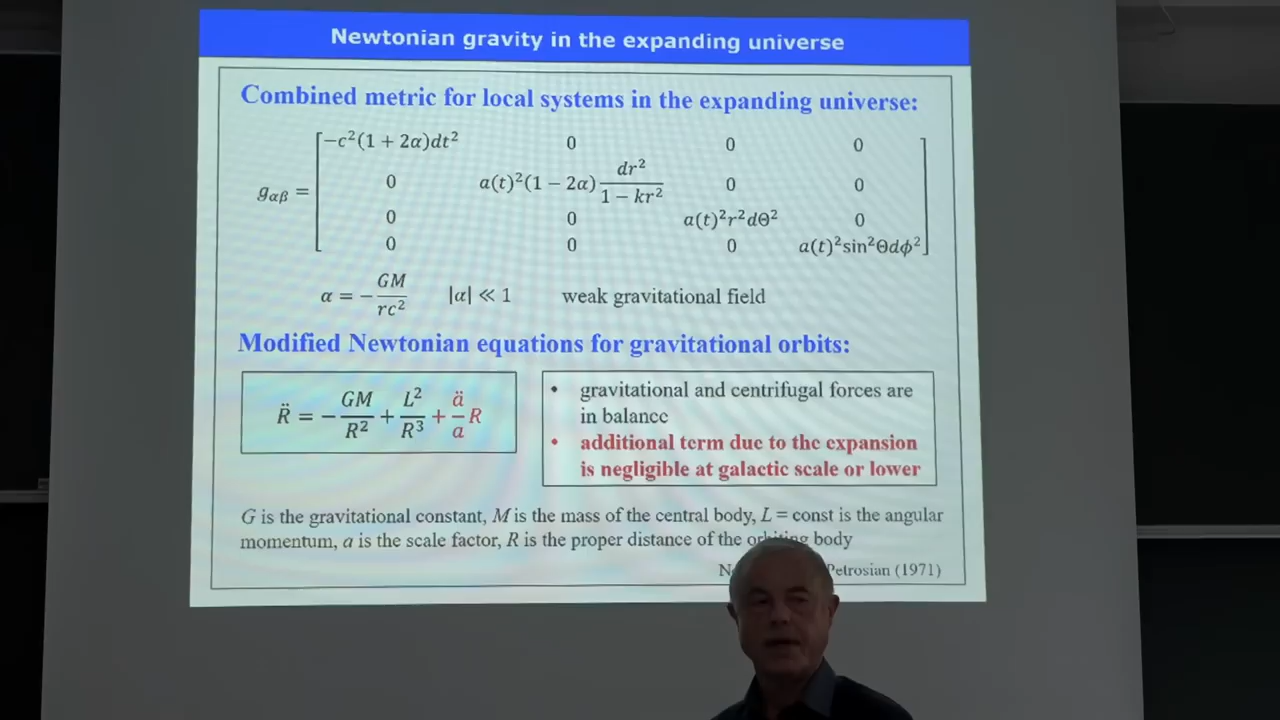 Newtonian gravity in the expanding universe
Combined metric for local systems in the expanding universe:
−c²(1 + 2α)dt² 0 0 0
g_αβ = 0 a(t)²(1 − 2α) dr²/(1 − kr²) 0 0
0 0 a(t)²r²dΘ² 0
0 0 0 a(t)²sin²Θdϕ²
α = − GM/rc² |α| ≪ 1 weak gravitational field
Modified Newtonian equations for gravitational orbits:
R̈ = − GM/R² + L²/R³ + ä/a R
• gravitational and centrifugal forces are
in balance
• additional term due to the expansion
is negligible at galactic scale or lower
G is the gravitational constant, M is the mass of the central body, L = const is the angular
momentum, a is the scale factor, R is the proper distance of the orbiting body
Petrosian (1971)